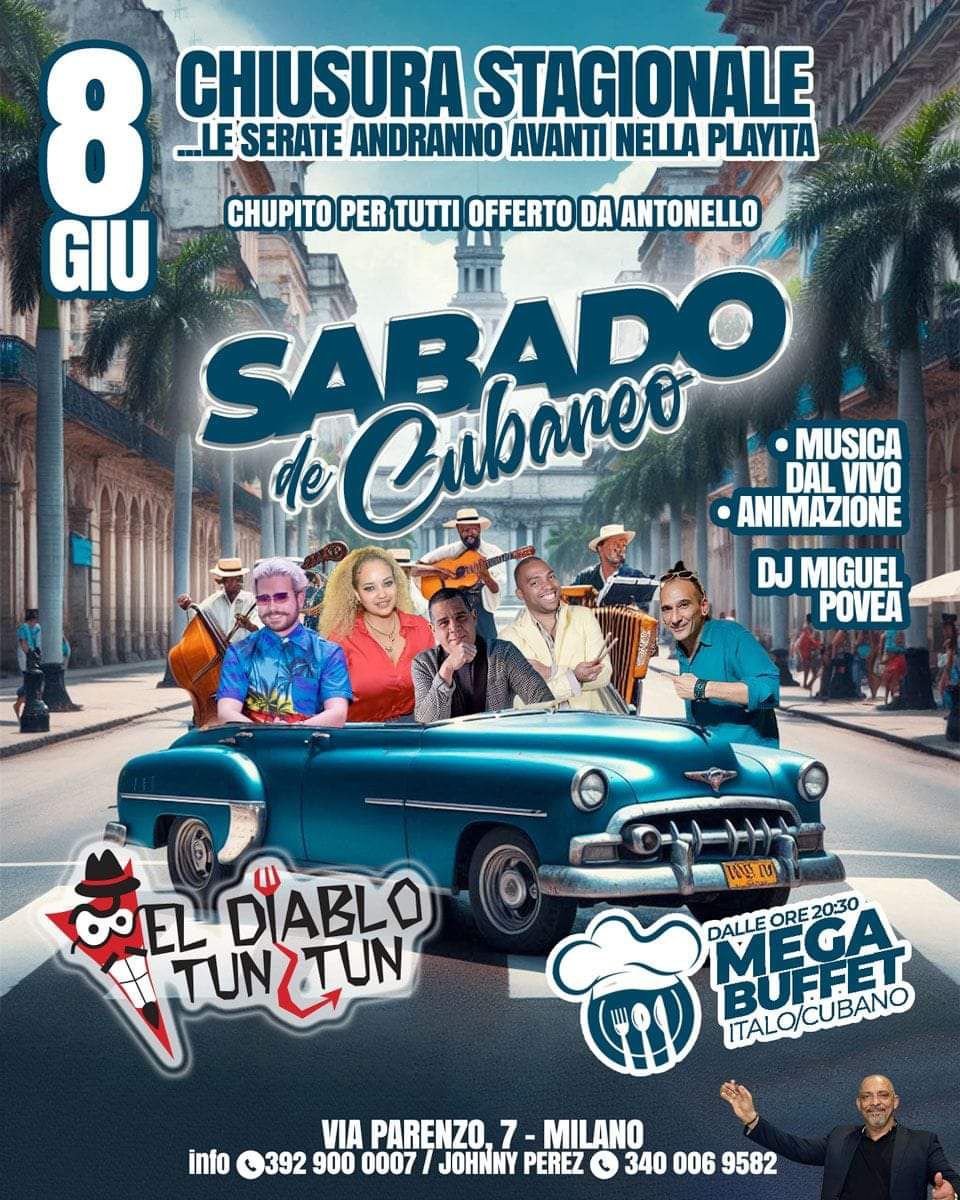 8
GIU
CHIUSURA STAGIONALE
...LE SERATE ANDRANNO AVANTI NELLA PLAYITA
CHUPITO PER TUTTI OFFERTO DA ANTONELLO
SABADO
de Cubaneo
• MUSICA
DAL VIVO
• ANIMAZIONE
DJ MIGUEL
POVEA
EL DIABLO
TUN TUN
DALLE ORE 20:30
MEGA
BUFFET
ITALO/CUBANO
VIA PARENZO, 7 - MILANO
info 392 900 0007 / JOHNNY PEREZ 340 006 9582